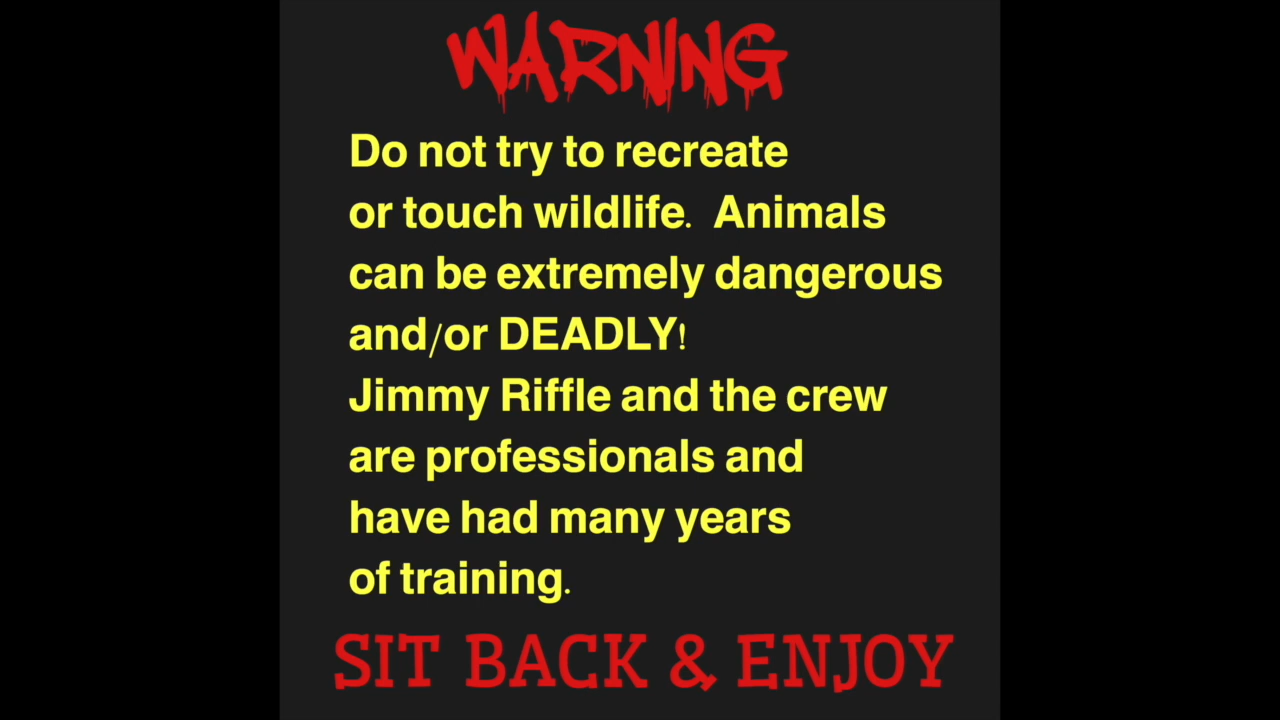 WARNING
Do not try to recreate
or touch wildlife.  Animals
can be extremely dangerous
and/or DEADLY!
Jimmy Riffle and the crew
are professionals and
have had many years
of training.
SIT BACK & ENJOY